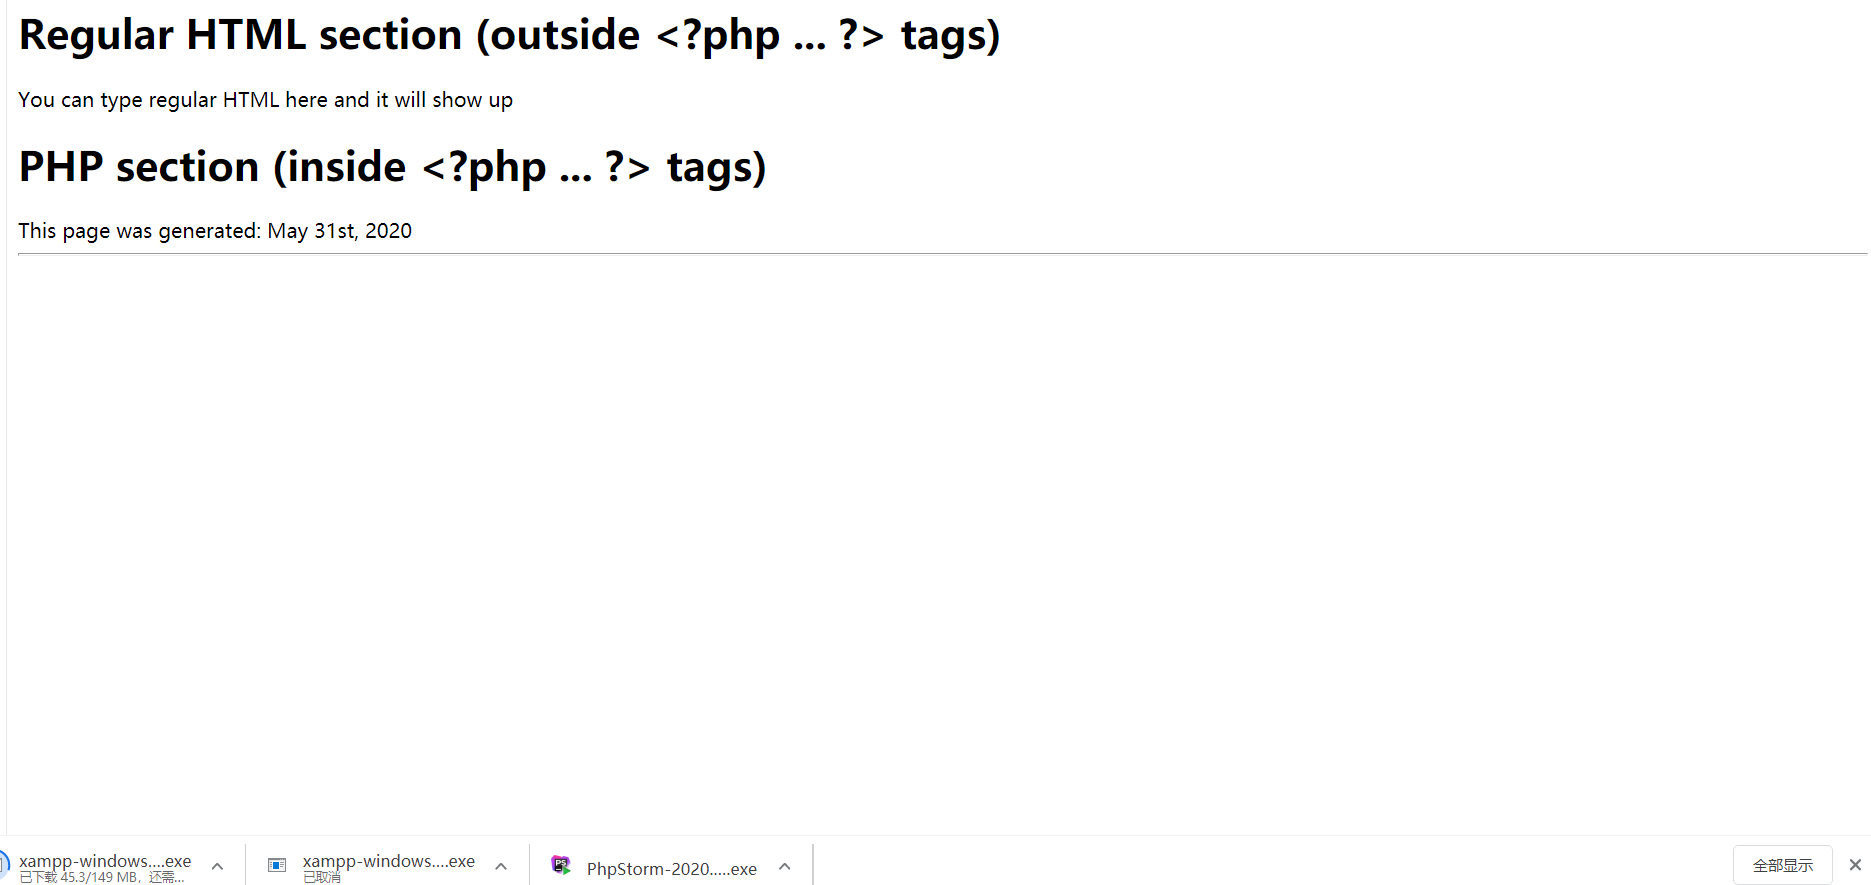 Regular HTML section (outside <?php ... ?> tags)
You can type regular HTML here and it will show up
PHP section (inside <?php ... ?> tags)
This page was generated: May 31st, 2020
xampp-windows....exe
已下载 45.3/149 MB，还需...
xampp-windows....exe
已取消
PhpStorm-2020.....exe
全部显示